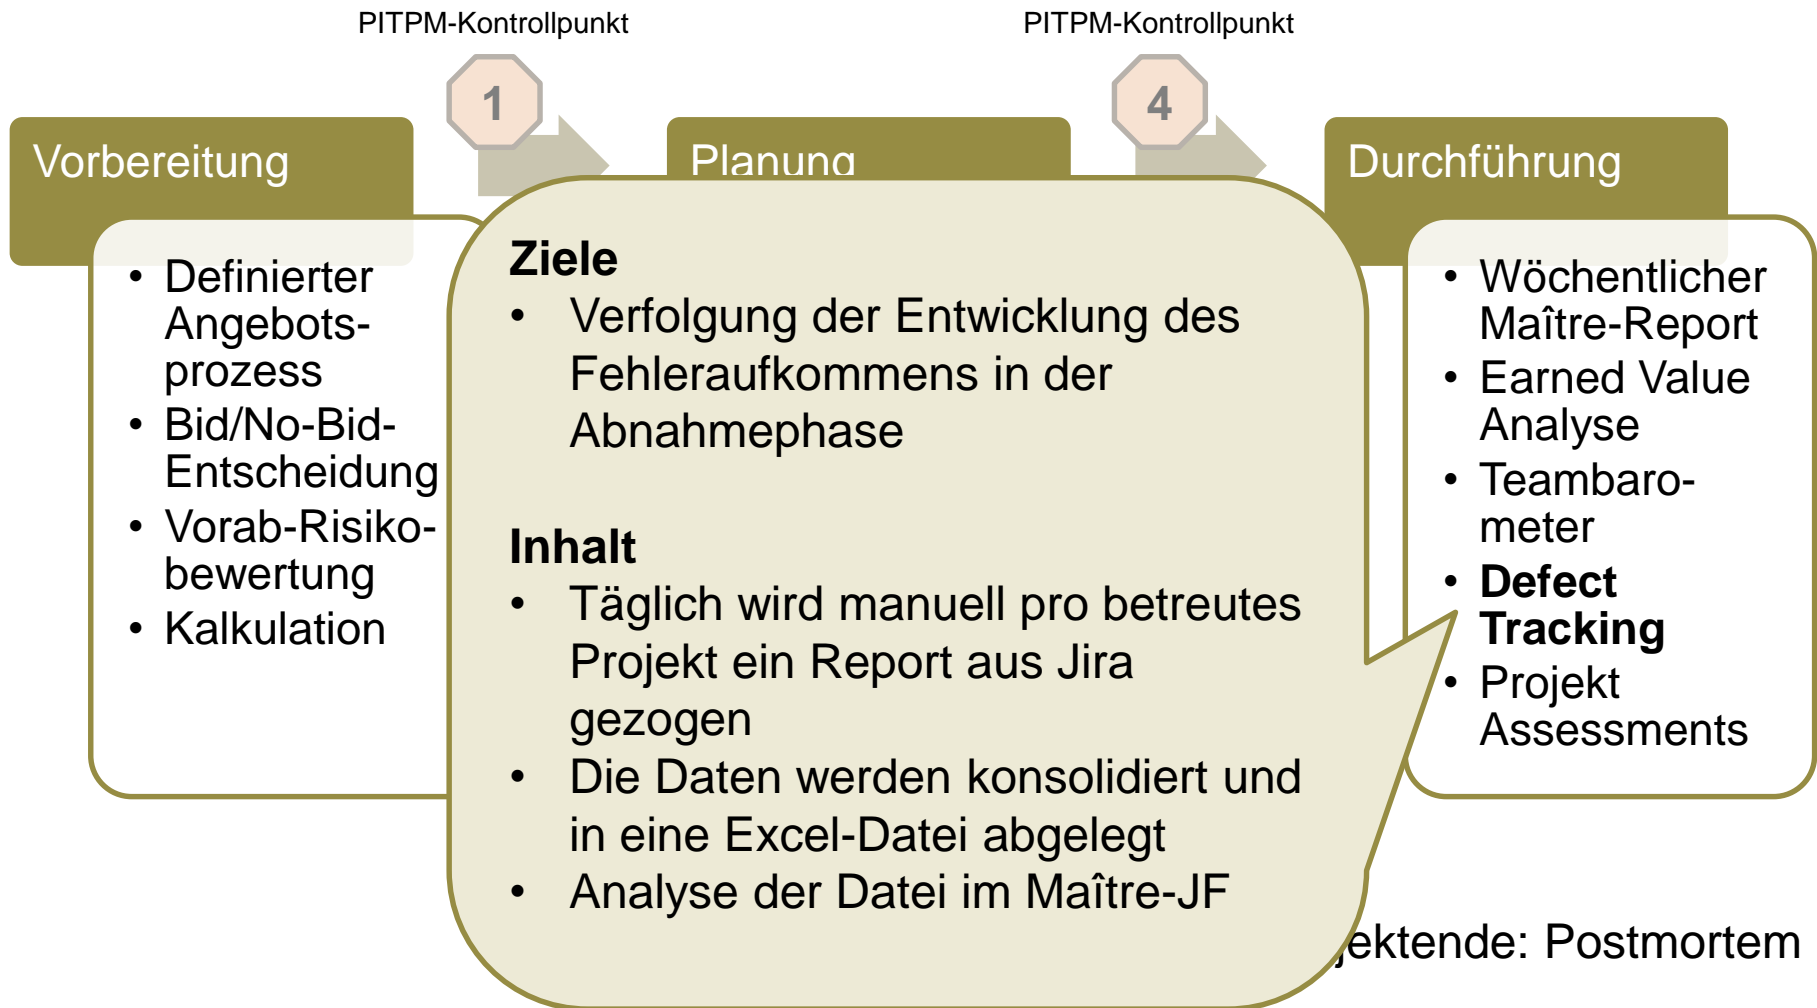 PITPM-Kontrollpunkt
PITPM-Kontrollpunkt
1
4
Vorbereitung
Planung
Durchführung
• Definierter
Angebots-
prozess
• Bid/No-Bid-
Entscheidung
• Vorab-Risiko-
bewertung
• Kalkulation
Ziele
• Verfolgung der Entwicklung des
Fehleraufkommens in der
Abnahmephase
Inhalt
• Täglich wird manuell pro betreutes
Projekt ein Report aus Jira
gezogen
• Die Daten werden konsolidiert und
in eine Excel-Datei abgelegt
• Analyse der Datei im Maître-JF
• Wöchentlicher
Maître-Report
• Earned Value
Analyse
• Teambaro-
meter
• Defect
Tracking
• Projekt
Assessments
jektende: Postmortem